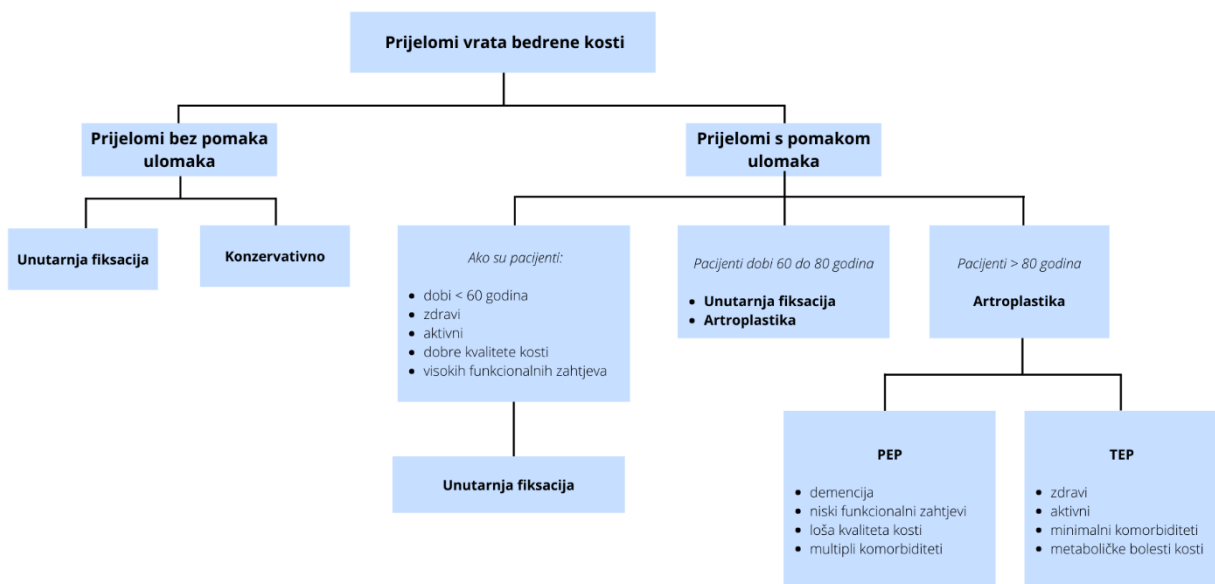 Prijelomi vrata bedrene kosti
Prijelomi bez pomaka
ulomaka
Prijelomi s pomakom
ulomaka
Unutarnja fiksacija
Konzervativno
Ako su pacijenti:
• dobi < 60 godina
• zdravi
• aktivni
• dobre kvalitete kosti
• visokih funkcionalnih zahtjeva
Unutarnja fiksacija
Pacijenti dobi 60 do 80 godina
• Unutarnja fiksacija
• Artroplastika
Pacijenti > 80 godina
Artroplastika
PEP
• demencija
• niski funkcionalni zahtjevi
• loša kvaliteta kosti
• multipli komorbiditeti
TEP
• zdravi
• aktivni
• minimalni komorbiditeti
• metaboličke bolesti kosti